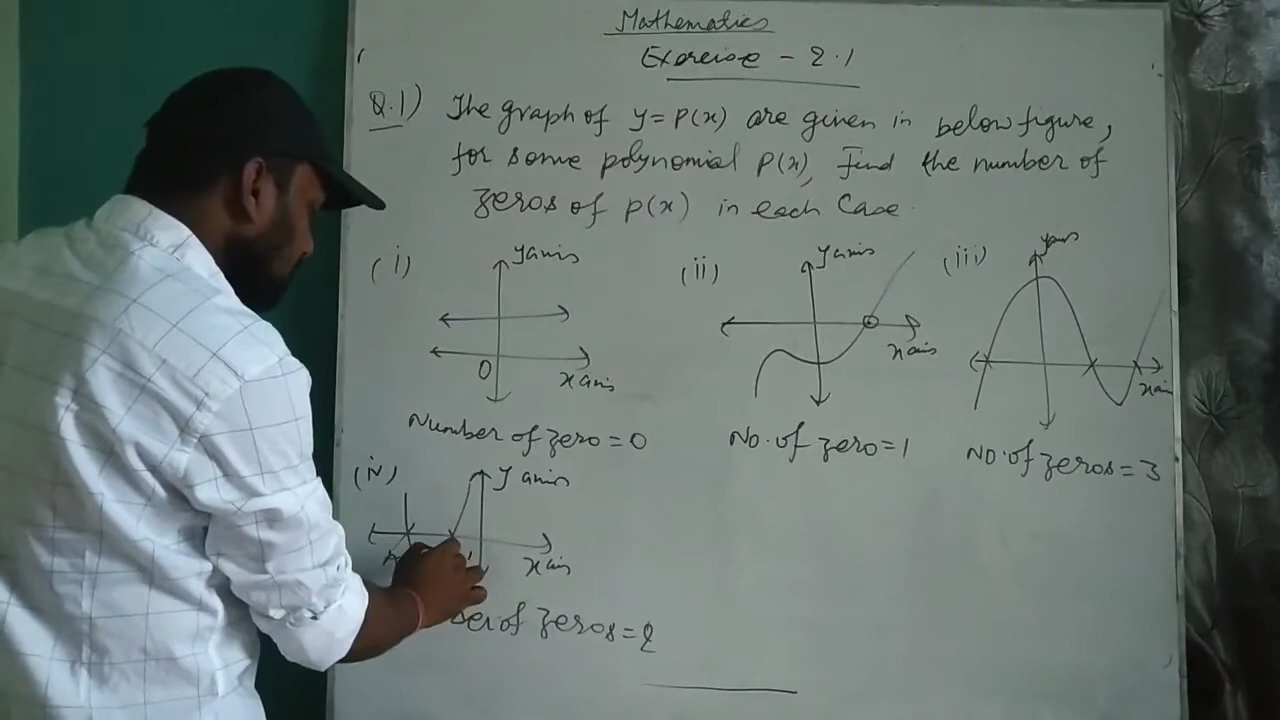 Mathematics
Exercise - 2.1
Q.1) The graph of y = P(x) are given in below figure,
for some polynomial P(x), Find the number of
zeros of P(x) in each Case.
(i) y axis (ii) y axis (iii) y axis
O x axis x axis x axis
Number of zero = 0 No. of zero = 1 No. of zeros = 3
(iv) y axis
A x axis
of zeros = 2